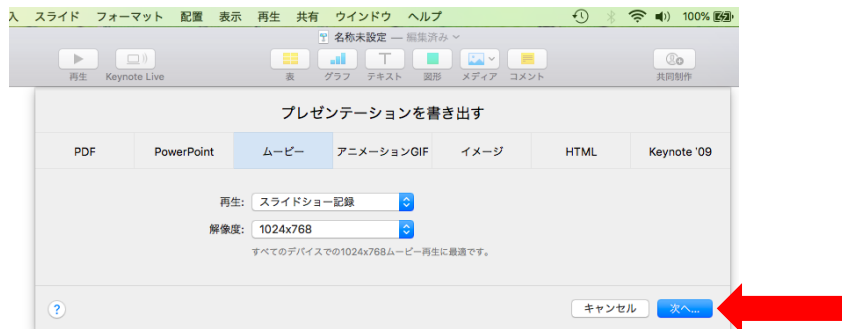 入 スライド フォーマット 配置 表示 再生 共有 ウインドウ ヘルプ 100%
名称未設定 — 編集済み
再生 Keynote Live 表 グラフ テキスト 図形 メディア コメント 共同制作
プレゼンテーションを書き出す
PDF PowerPoint ムービー アニメーションGIF イメージ HTML Keynote '09
再生: スライドショー記録
解像度: 1024x768
すべてのデバイスでの1024x768ムービー再生に最適です。
? キャンセル 次へ...